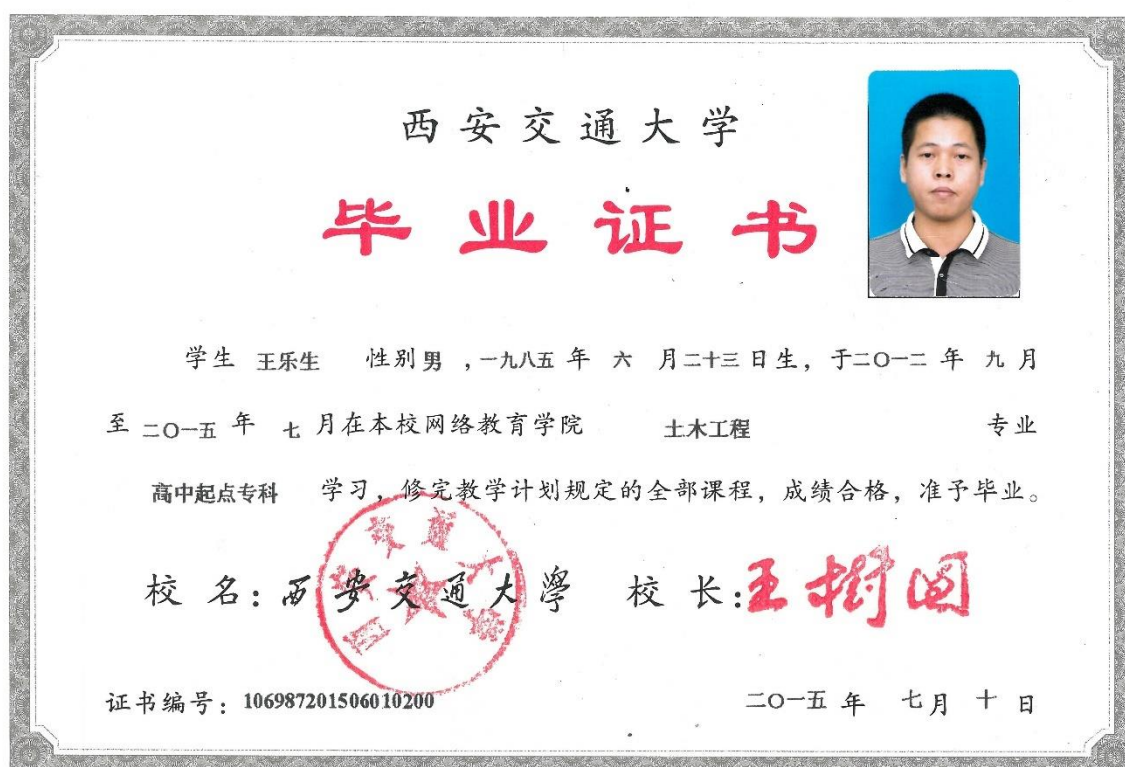 西安交通大学
毕业证书
学生 王乐生 性别 男 ,一九八五 年 六 月二十三日生，于二〇一二 年 九 月
至 二〇一五 年 七 月在本校网络教育学院 土木工程 专业
高中起点专科 学习，修完教学计划规定的全部课程，成绩合格，准予毕业。
校 名：西安交通大學 校 长：王树国
证书编号：106987201506010200 二〇一五 年 七月 十 日